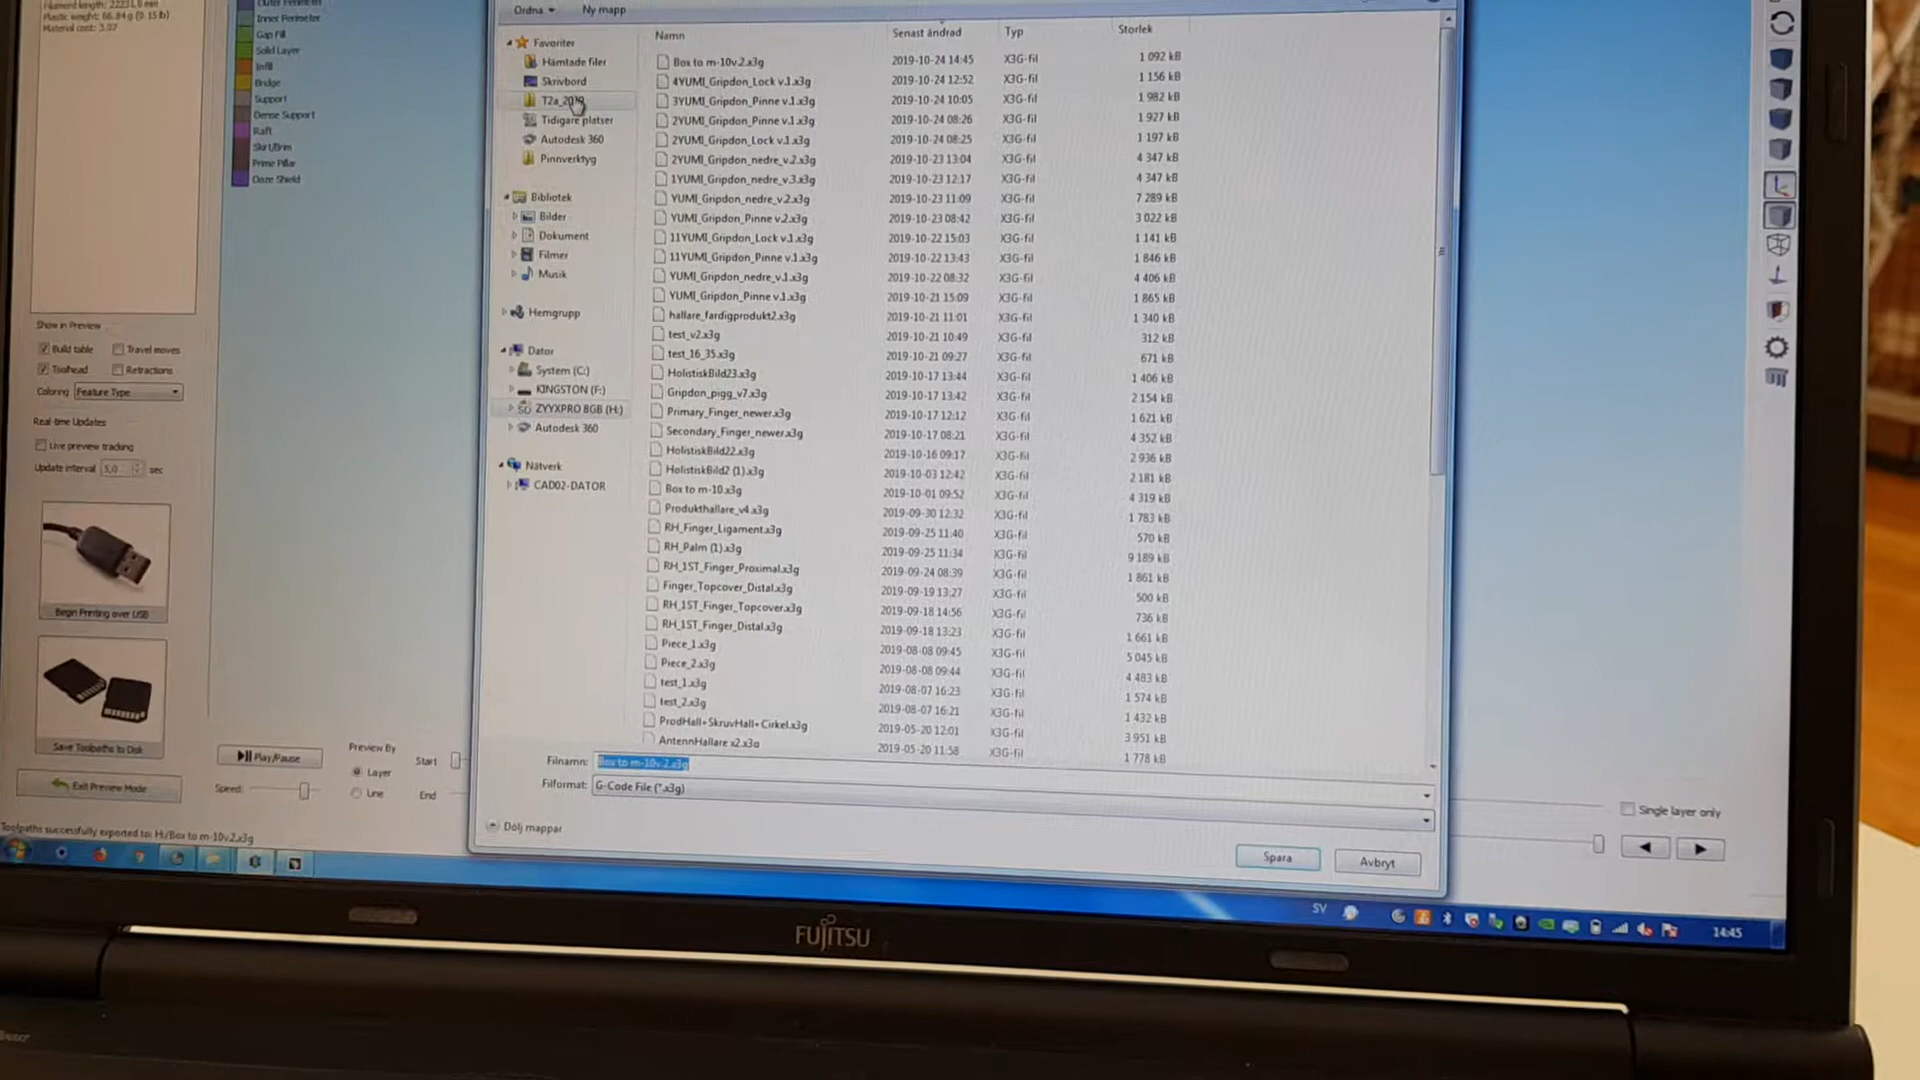 Plastic weight: 66.84 g (0.15 lb)
Material cost: 3.07
Outer Perimeter
Inner Perimeter
Gap Fill
Solid Layer
Infill
Bridge
Support
Dense Support
Raft
Skirt/Brim
Prime Pillar
Ooze Shield
Show in Preview
Build table
Travel moves
Toolhead
Retractions
Coloring
Feature Type
Real-time Updates
Live preview tracking
Update interval
5,0
sec
Begin Printing over USB
Save Toolpaths to Disk
Exit Preview Mode
Play/Pause
Speed:
Preview By
Layer
Line
Start
End
Toolpaths successfully exported to: H:/Box to m-10v.2.x3g
Ordna
Ny mapp
Favoriter
Hämtade filer
Skrivbord
T2a_2019
Tidigare platser
Autodesk 360
Pinnverktyg
Bibliotek
Bilder
Dokument
Filmer
Musik
Hemgrupp
Dator
System (C:)
KINGSTON (F:)
ZYYXPRO 8GB (H:)
Autodesk 360
Nätverk
CAD02-DATOR
Namn Senast ändrad Typ Storlek
Box to m-10v.2.x3g 2019-10-24 14:45 X3G-fil 1 092 kB
4YUMI_Gripdon_Lock v.1.x3g 2019-10-24 12:52 X3G-fil 1 156 kB
3YUMI_Gripdon_Pinne v.1.x3g 2019-10-24 10:05 X3G-fil 1 982 kB
2YUMI_Gripdon_Pinne v.1.x3g 2019-10-24 08:26 X3G-fil 1 927 kB
2YUMI_Gripdon_Lock v.1.x3g 2019-10-24 08:25 X3G-fil 1 197 kB
2YUMI_Gripdon_nedre_v.2.x3g 2019-10-23 13:04 X3G-fil 4 347 kB
1YUMI_Gripdon_nedre_v.3.x3g 2019-10-23 12:17 X3G-fil 4 347 kB
YUMI_Gripdon_nedre_v.2.x3g 2019-10-23 11:09 X3G-fil 7 289 kB
YUMI_Gripdon_Pinne v.2.x3g 2019-10-23 08:42 X3G-fil 3 022 kB
11YUMI_Gripdon_Lock v.1.x3g 2019-10-22 15:03 X3G-fil 1 141 kB
11YUMI_Gripdon_Pinne v.1.x3g 2019-10-22 13:43 X3G-fil 1 846 kB
YUMI_Gripdon_nedre_v.1.x3g 2019-10-22 08:32 X3G-fil 4 406 kB
YUMI_Gripdon_Pinne v.1.x3g 2019-10-21 15:09 X3G-fil 1 865 kB
hallare_fardigprodukt2.x3g 2019-10-21 11:01 X3G-fil 1 340 kB
test_v2.x3g 2019-10-21 10:49 X3G-fil 312 kB
test_16_35.x3g 2019-10-21 09:27 X3G-fil 671 kB
HolistiskBild23.x3g 2019-10-17 13:44 X3G-fil 1 406 kB
Gripdon_pigg_v7.x3g 2019-10-17 13:42 X3G-fil 2 154 kB
Primary_Finger_newer.x3g 2019-10-17 12:12 X3G-fil 1 621 kB
Secondary_Finger_newer.x3g 2019-10-17 08:21 X3G-fil 4 352 kB
HolistiskBild22.x3g 2019-10-16 09:17 X3G-fil 2 936 kB
HolistiskBild2 (1).x3g 2019-10-03 12:42 X3G-fil 2 181 kB
Box to m-10.x3g 2019-10-01 09:52 X3G-fil 4 319 kB
Produkthallare_v4.x3g 2019-09-30 12:32 X3G-fil 1 783 kB
RH_Finger_Ligament.x3g 2019-09-25 11:40 X3G-fil 570 kB
RH_Palm (1).x3g 2019-09-25 11:34 X3G-fil 9 189 kB
RH_1ST_Finger_Proximal.x3g 2019-09-24 08:39 X3G-fil 1 861 kB
Finger_Topcover_Distal.x3g 2019-09-19 13:27 X3G-fil 500 kB
RH_1ST_Finger_Topcover.x3g 2019-09-18 14:56 X3G-fil 736 kB
RH_1ST_Finger_Distal.x3g 2019-09-18 13:23 X3G-fil 1 661 kB
Piece_1.x3g 2019-08-08 09:45 X3G-fil 5 045 kB
Piece_2.x3g 2019-08-08 09:44 X3G-fil 4 483 kB
test_1.x3g 2019-08-07 16:23 X3G-fil 1 574 kB
test_2.x3g 2019-08-07 16:21 X3G-fil 1 432 kB
ProdHall+SkruvHall+Cirkel.x3g 2019-05-20 12:01 X3G-fil 3 951 kB
AntennHallare x2.x3g 2019-05-20 11:58 X3G-fil 1 778 kB
Filnamn: Box to m-10v.2.x3g
Filformat: G-Code File (*.x3g)
Dölj mappar
Spara
Avbryt
Single layer only
SV
14:45
FUJITSU